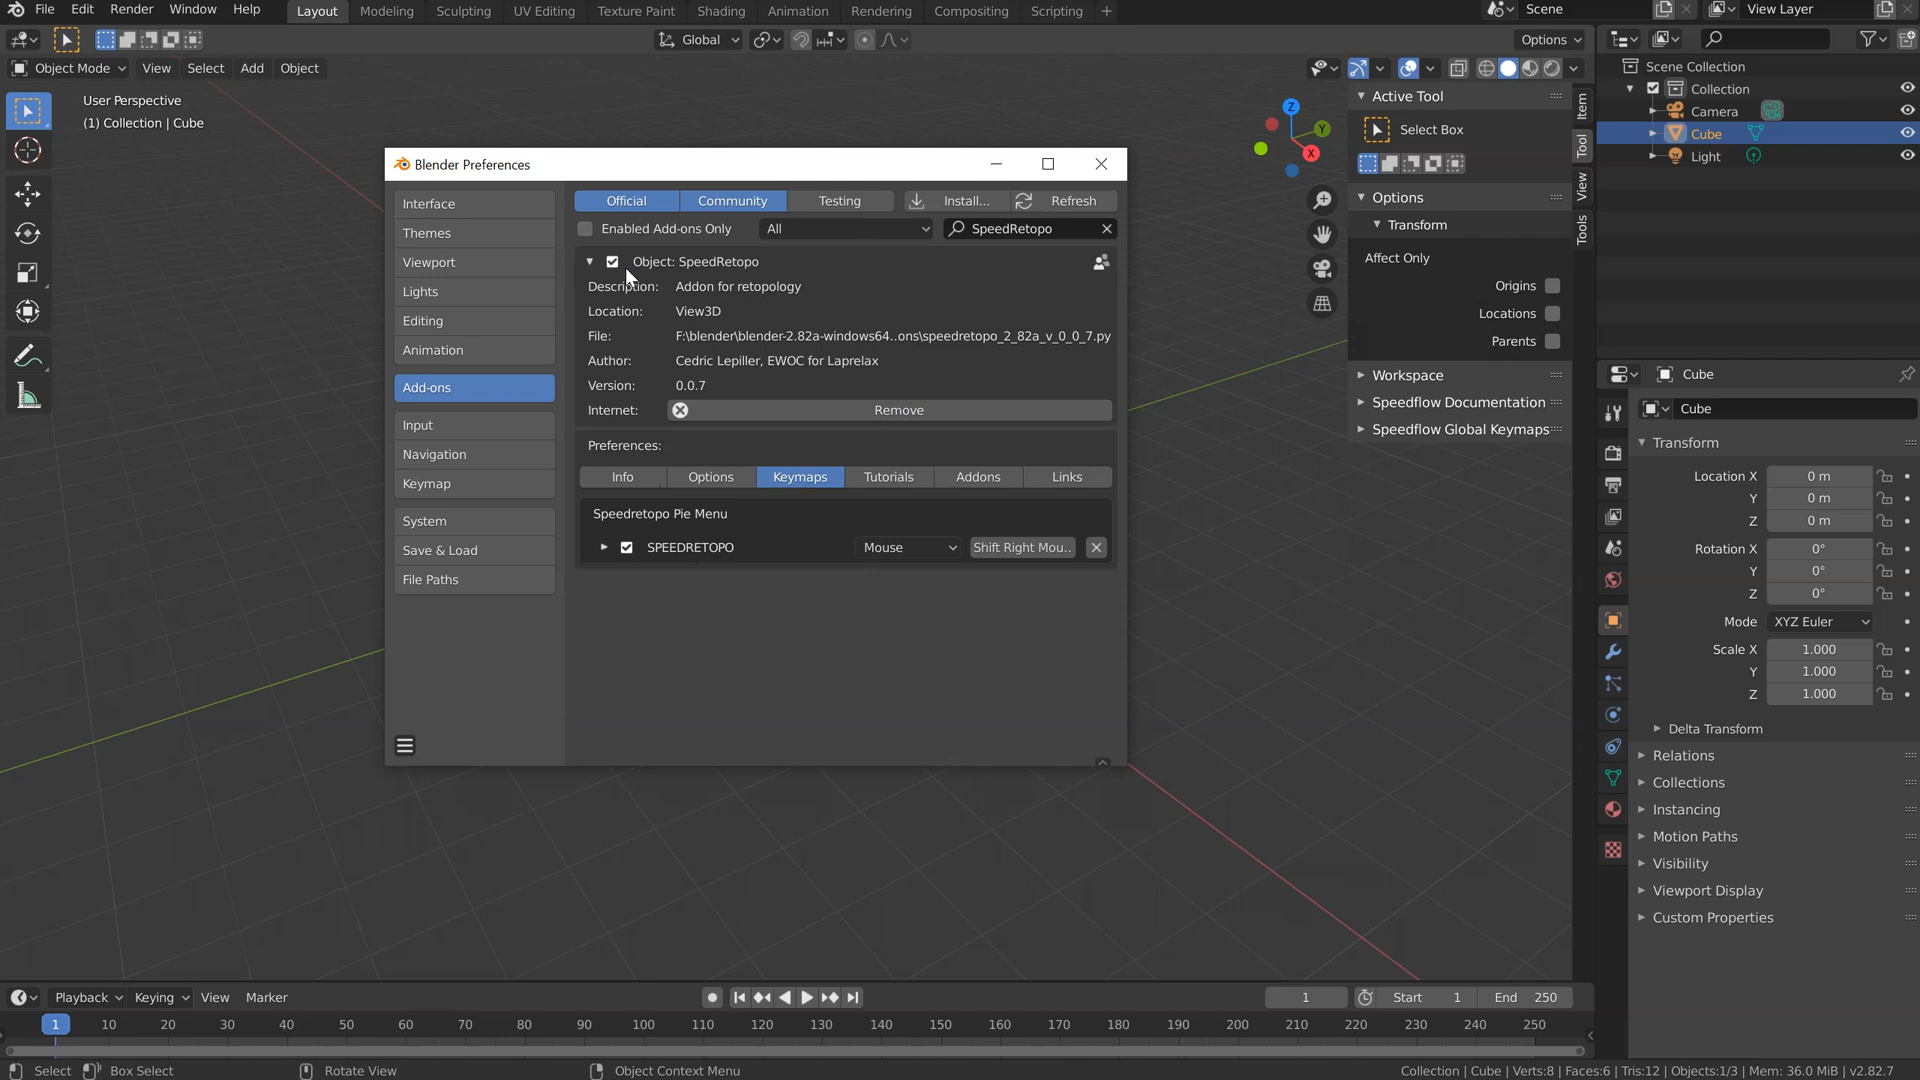 File Edit Render Window Help Layout Modeling Sculpting UV Editing Texture Paint Shading Animation Rendering Compositing Scripting + Scene View Layer
Global Options
Object Mode View Select Add Object
User Perspective
(1) Collection | Cube
Z
Y
X
Active Tool
Select Box
Options
Transform
Affect Only
Origins
Locations
Parents
Workspace
Speedflow Documentation
Speedflow Global Keymaps
Item
Tool
View
Tools
Scene Collection
Collection
Camera
Cube
Light
Blender Preferences
Interface
Themes
Viewport
Lights
Editing
Animation
Add-ons
Input
Navigation
Keymap
System
Save & Load
File Paths
Official Community Testing Install... Refresh
Enabled Add-ons Only All SpeedRetopo
Object: SpeedRetopo
Description: Addon for retopology
Location: View3D
File: F:\blender\blender-2.82a-windows64..ons\speedretopo_2_82a_v_0_0_7.py
Author: Cedric Lepiller, EWOC for Laprelax
Version: 0.0.7
Internet: Remove
Preferences:
Info Options Keymaps Tutorials Addons Links
Speedretopo Pie Menu
SPEEDRETOPO Mouse Shift Right Mou..
Cube
Cube
Transform
Location X 0 m
Y 0 m
Z 0 m
Rotation X 0°
Y 0°
Z 0°
Mode XYZ Euler
Scale X 1.000
Y 1.000
Z 1.000
Delta Transform
Relations
Collections
Instancing
Motion Paths
Visibility
Viewport Display
Custom Properties
Playback Keying View Marker 1 Start 1 End 250
1 10 20 30 40 50 60 70 80 90 100 110 120 130 140 150 160 170 180 190 200 210 220 230 240 250
Select Box Select Rotate View Object Context Menu Collection | Cube | Verts:8 | Faces:6 | Tris:12 | Objects:1/3 | Mem: 36.0 MiB | v2.82.7